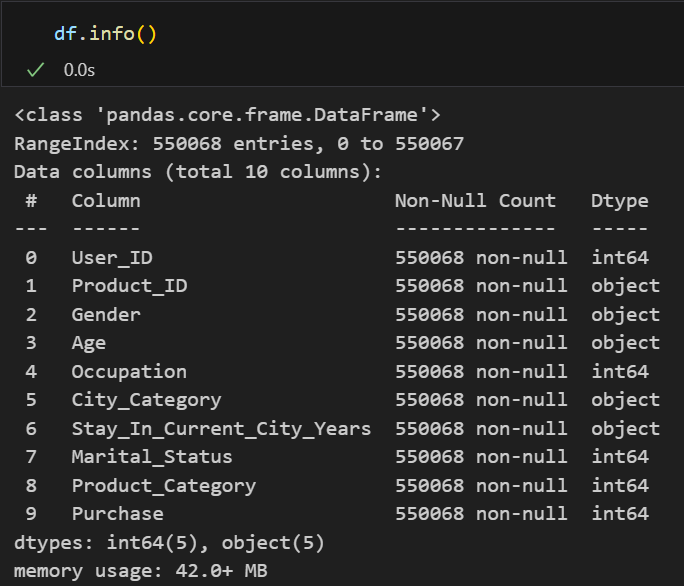 df.info()
0.0s
<class 'pandas.core.frame.DataFrame'>
RangeIndex: 550068 entries, 0 to 550067
Data columns (total 10 columns):
 #   Column                      Non-Null Count   Dtype
---  ------                      --------------   -----
 0   User_ID                     550068 non-null  int64
 1   Product_ID                  550068 non-null  object
 2   Gender                      550068 non-null  object
 3   Age                         550068 non-null  object
 4   Occupation                  550068 non-null  int64
 5   City_Category               550068 non-null  object
 6   Stay_In_Current_City_Years  550068 non-null  object
 7   Marital_Status              550068 non-null  int64
 8   Product_Category            550068 non-null  int64
 9   Purchase                    550068 non-null  int64
dtypes: int64(5), object(5)
memory usage: 42.0+ MB